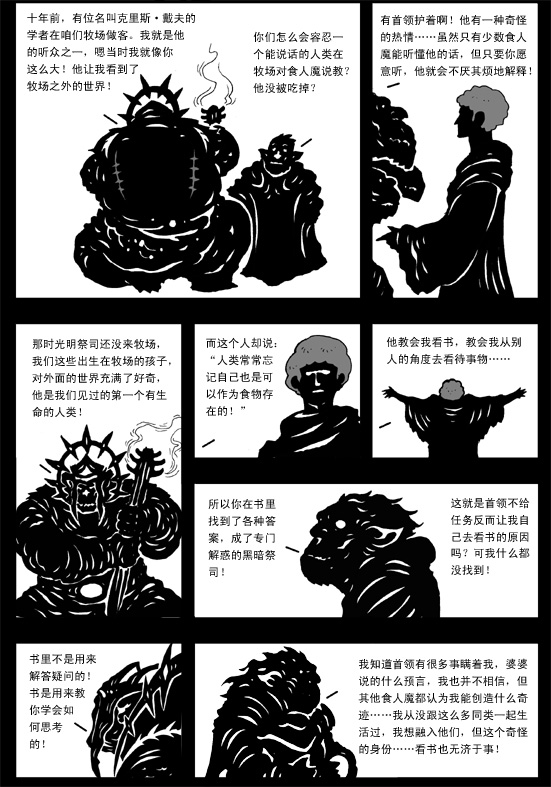 十年前，有位名叫克里斯·戴夫的
学者在咱们牧场做客。我就是他
的听众之一，嗯当时我就像你
这么大！他让我看到了
牧场之外的世界！
你们怎么会容忍一
个能说话的人类在
牧场对食人魔说教？
他没被吃掉？
有首领护着啊！他有一种奇怪
的热情……虽然只有少数食人
魔能听懂他的话，但只要你愿
意听，他就会不厌其烦地解释！
那时光明祭司还没来牧场，
我们这些出生在牧场的孩子，
对外面的世界充满了好奇，
他是我们见过的第一个有生
命的人类！
而这个人却说：
“人类常常忘
记自己也是可
以作为食物存
在的！”
他教会我看书，教会我从别
人的角度去看待事物……
所以你在书里
找到了各种答
案，成了专门
解惑的黑暗祭
司！
这就是首领不给
任务反而让我自
己去看书的原因
吗？可我什么都
没找到！
书里不是用来
解答疑问的！
书是用来教
你学会如
何思考
的！
我知道首领有很多事瞒着我，婆婆
说的什么预言，我也并不相信，但
其他食人魔都认为我能创造什么奇
迹……我从没跟这么多同类一起生
活过，我想融入他们，但这个奇怪
的身份……看书也无济于事！